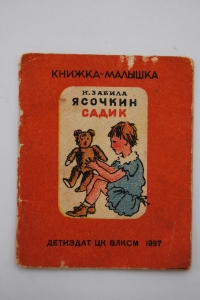 КНИЖКА-МАЛЫШКА
Н. ЗАБИЛА
ЯСОЧКИН
САДИК
ДЕТИЗДАТ ЦК ВЛКСМ 1937